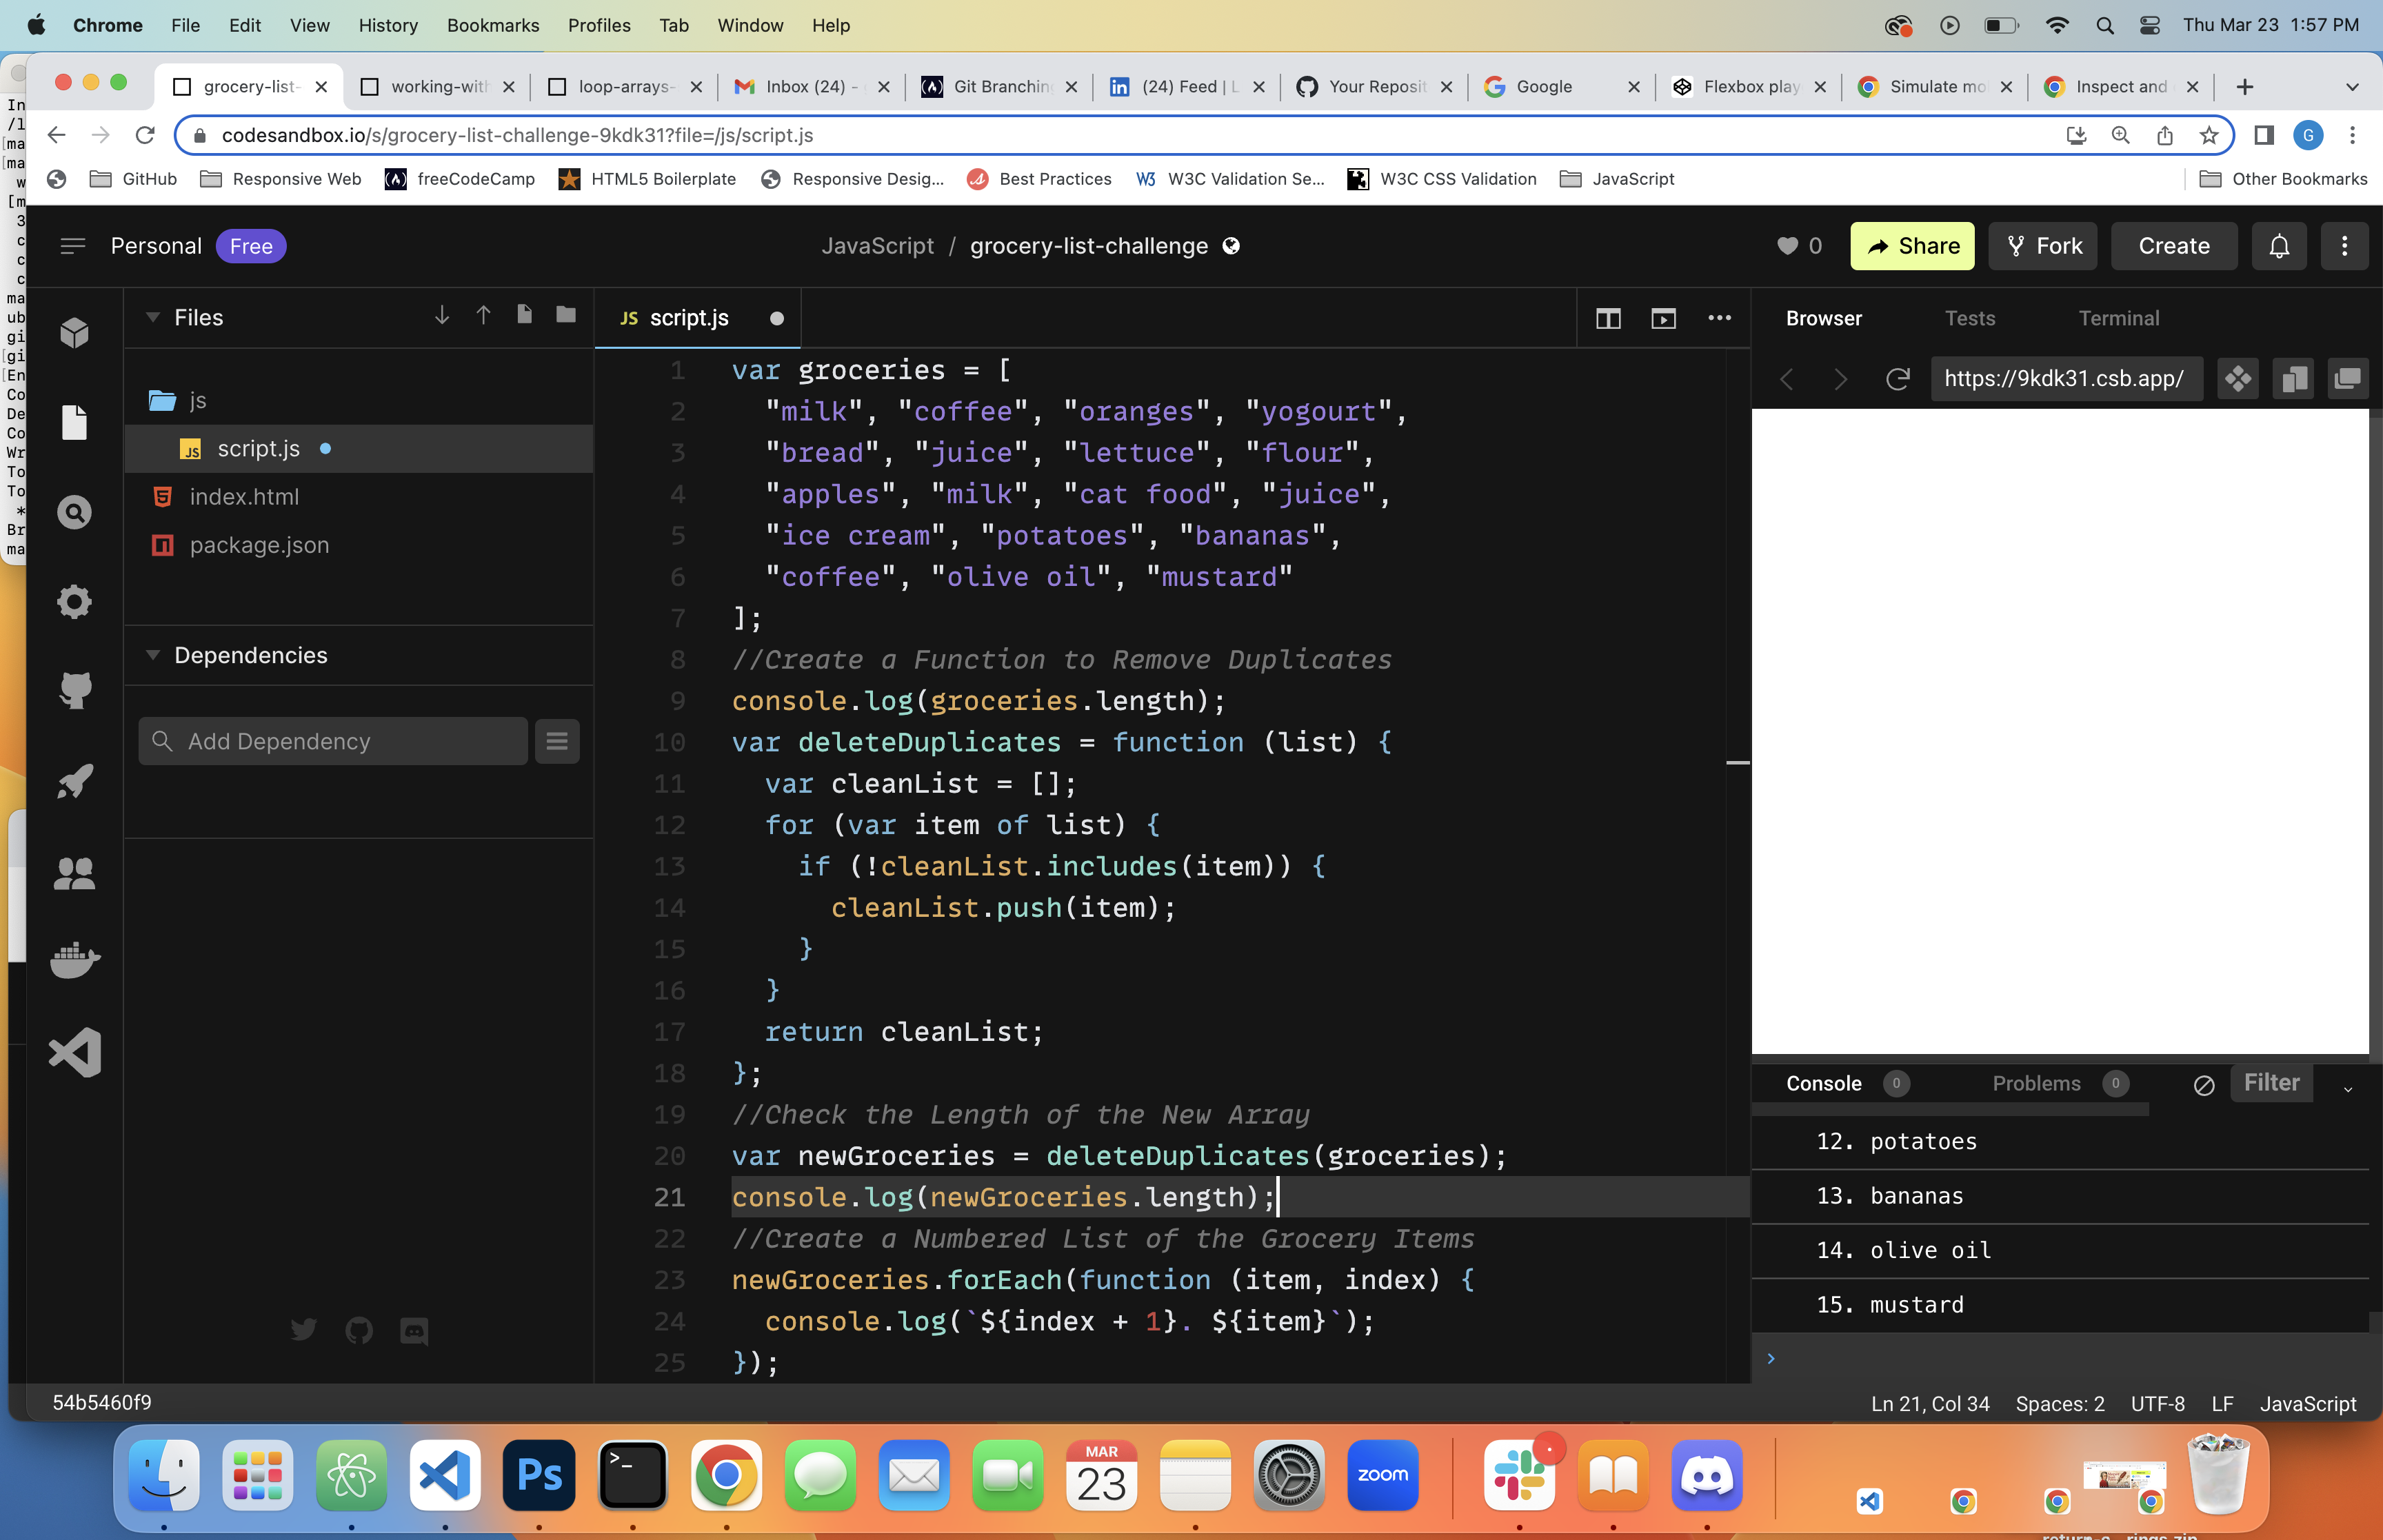 Chrome File Edit View History Bookmarks Profiles Tab Window Help Thu Mar 23 1:57 PM
grocery-list- working-with loop-arrays- Inbox (24) - Git Branching (24) Feed | L Your Reposit Google Flexbox play Simulate mo Inspect and
codesandbox.io/s/grocery-list-challenge-9kdk31?file=/js/script.js G
GitHub Responsive Web freeCodeCamp HTML5 Boilerplate Responsive Desig... Best Practices W3C Validation Se... W3C CSS Validation JavaScript Other Bookmarks
Personal Free JavaScript / grocery-list-challenge 0 Share Fork Create
Files
js
script.js
index.html
package.json
Dependencies
Add Dependency
JS script.js
1 var groceries = [
2 "milk", "coffee", "oranges", "yogourt",
3 "bread", "juice", "lettuce", "flour",
4 "apples", "milk", "cat food", "juice",
5 "ice cream", "potatoes", "bananas",
6 "coffee", "olive oil", "mustard"
7 ];
8 //Create a Function to Remove Duplicates
9 console.log(groceries.length);
10 var deleteDuplicates = function (list) {
11 var cleanList = [];
12 for (var item of list) {
13 if (!cleanList.includes(item)) {
14 cleanList.push(item);
15 }
16 }
17 return cleanList;
18 };
19 //Check the Length of the New Array
20 var newGroceries = deleteDuplicates(groceries);
21 console.log(newGroceries.length);
22 //Create a Numbered List of the Grocery Items
23 newGroceries.forEach(function (item, index) {
24 console.log(`${index + 1}. ${item}`);
25 });
Browser Tests Terminal
https://9kdk31.csb.app/
Console 0 Problems 0 Filter
12. potatoes
13. bananas
14. olive oil
15. mustard
54b5460f9 Ln 21, Col 34 Spaces: 2 UTF-8 LF JavaScript
Ps
MAR
23
zoom